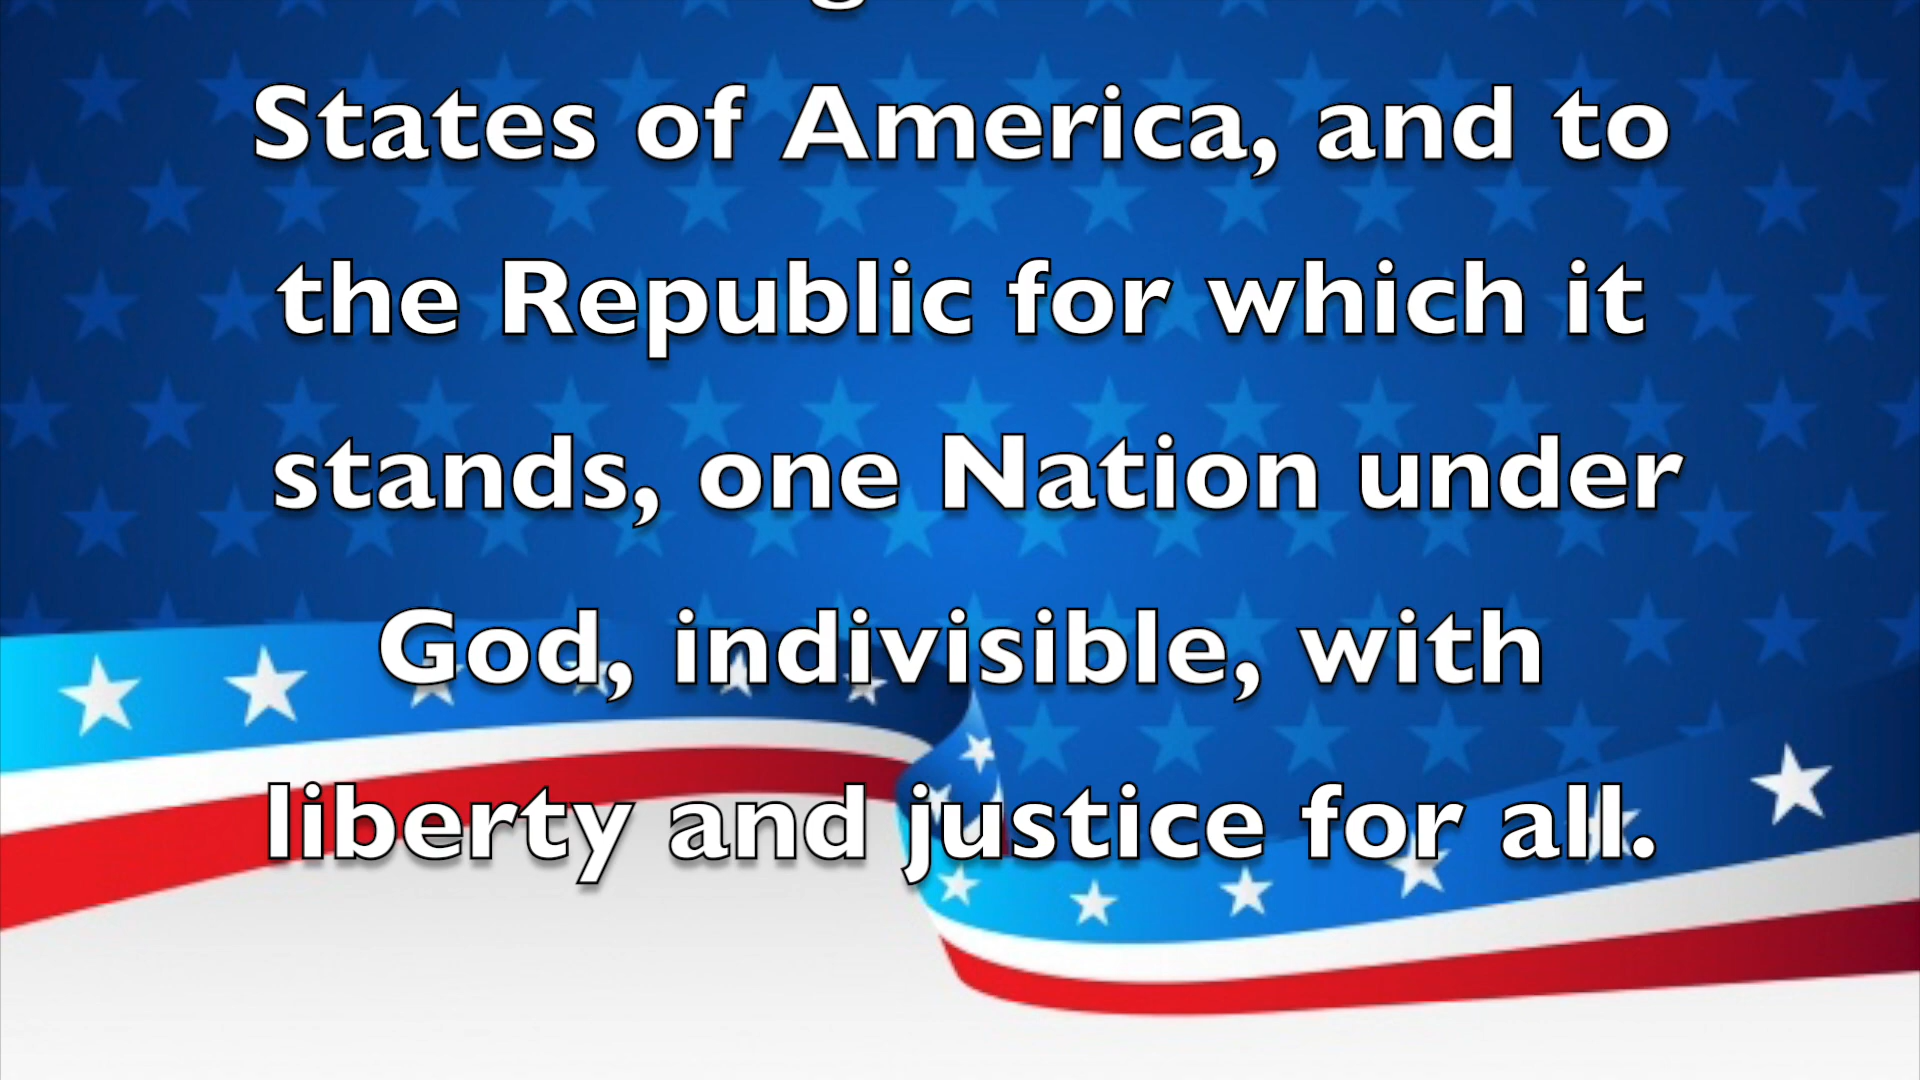 States of America, and to
the Republic for which it
stands, one Nation under
God, indivisible, with
liberty and justice for all.